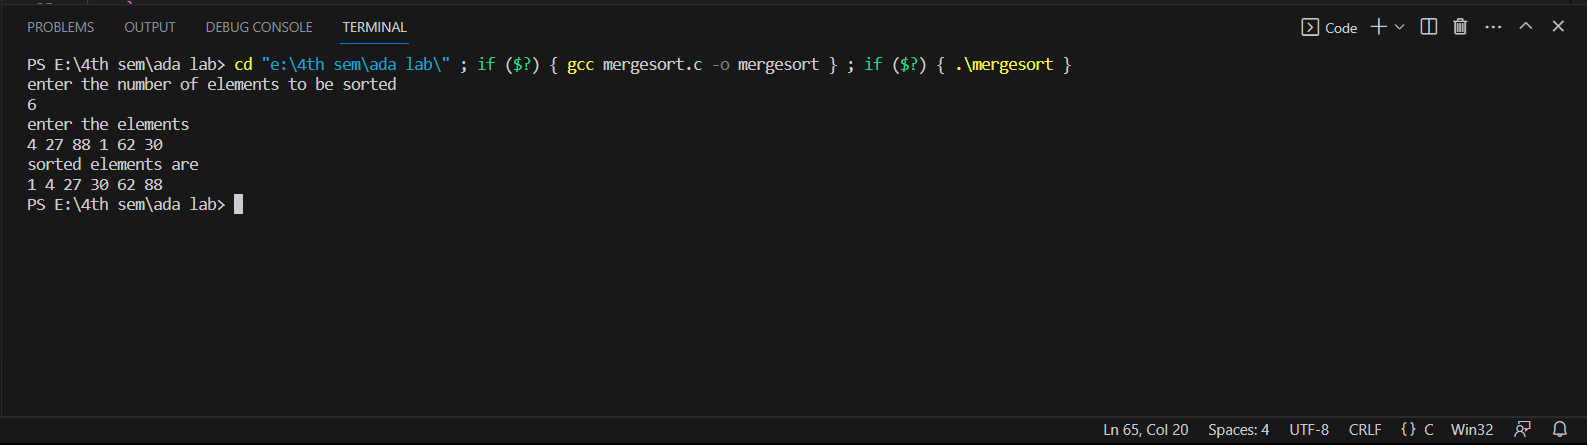 PROBLEMS OUTPUT DEBUG CONSOLE TERMINAL Code
PS E:\4th sem\ada lab> cd "e:\4th sem\ada lab\" ; if ($?) { gcc mergesort.c -o mergesort } ; if ($?) { .\mergesort }
enter the number of elements to be sorted
6
enter the elements
4 27 88 1 62 30
sorted elements are
1 4 27 30 62 88
PS E:\4th sem\ada lab>
Ln 65, Col 20 Spaces: 4 UTF-8 CRLF {} C Win32